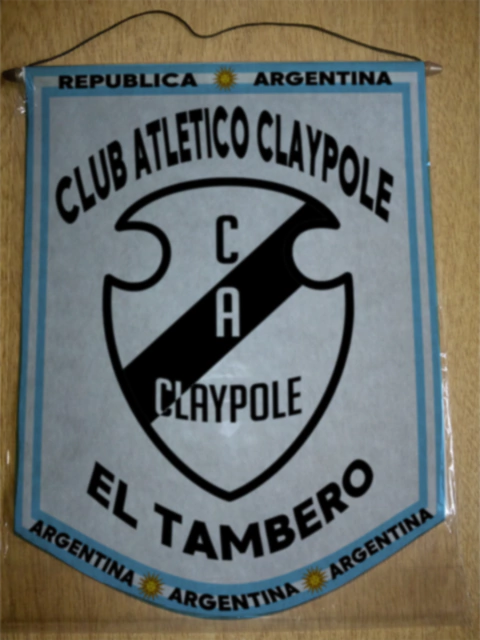 REPUBLICA ARGENTINA
CLUB ATLETICO CLAYPOLE
C
A
CLAYPOLE
EL TAMBERO
ARGENTINA ARGENTINA ARGENTINA